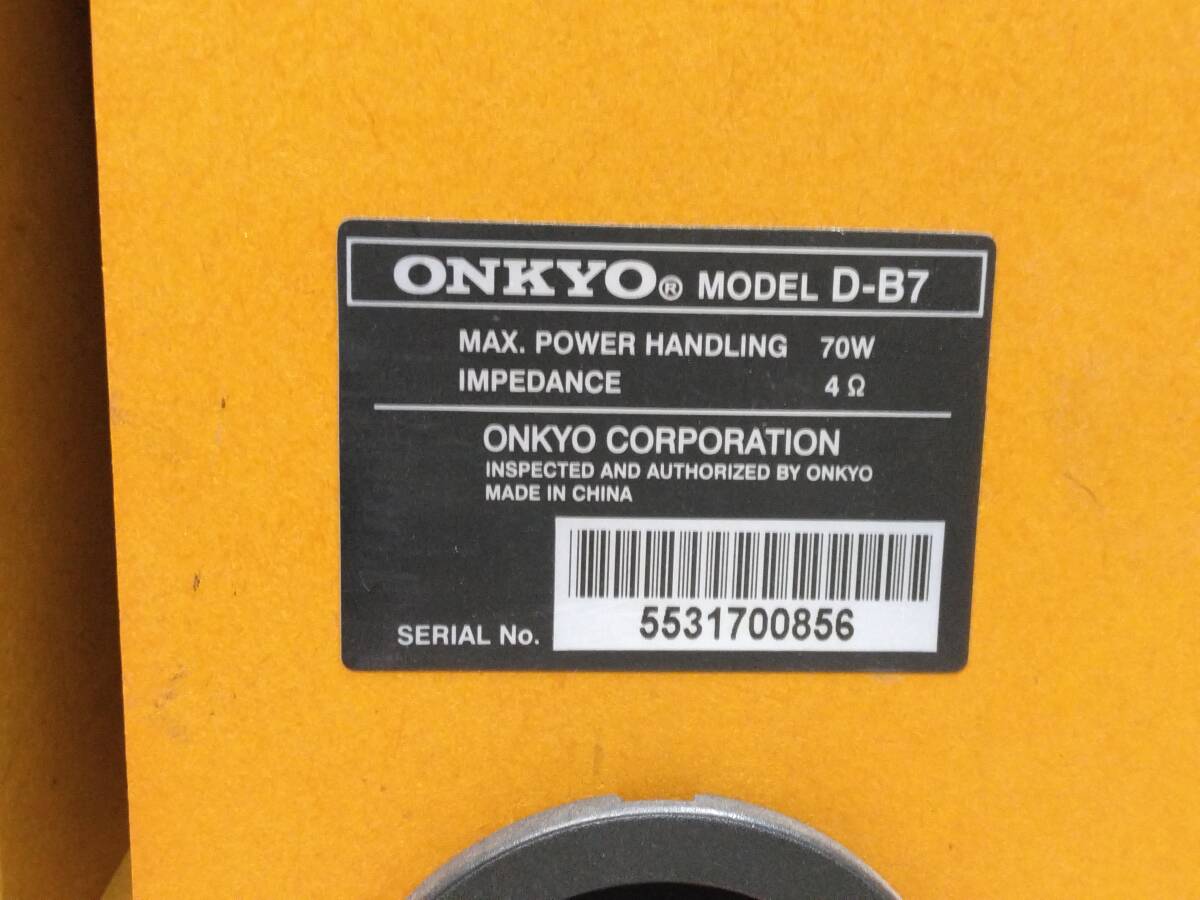 ONKYO® MODEL D-B7
MAX. POWER HANDLING 70W
IMPEDANCE 4 Ω
ONKYO CORPORATION
INSPECTED AND AUTHORIZED BY ONKYO
MADE IN CHINA
SERIAL No. 5531700856